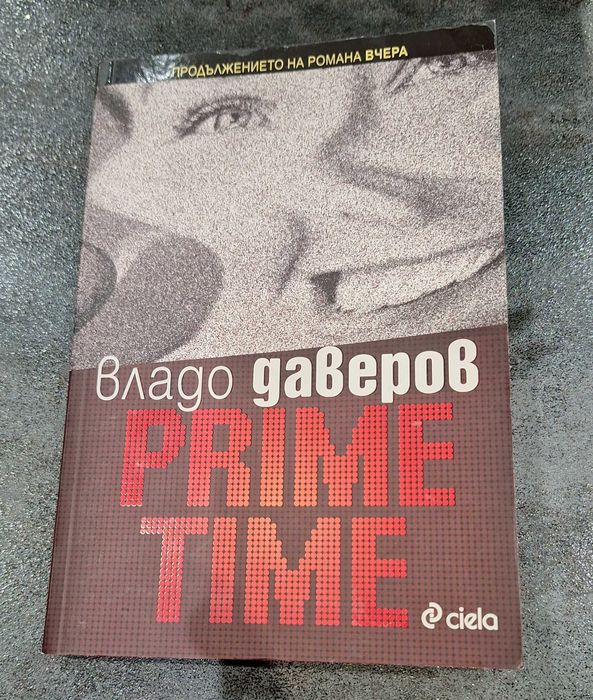 ПРОДЪЛЖЕНИЕТО НА РОМАНА ВЧЕРА
владо даверов
PRIME
TIME
ciela